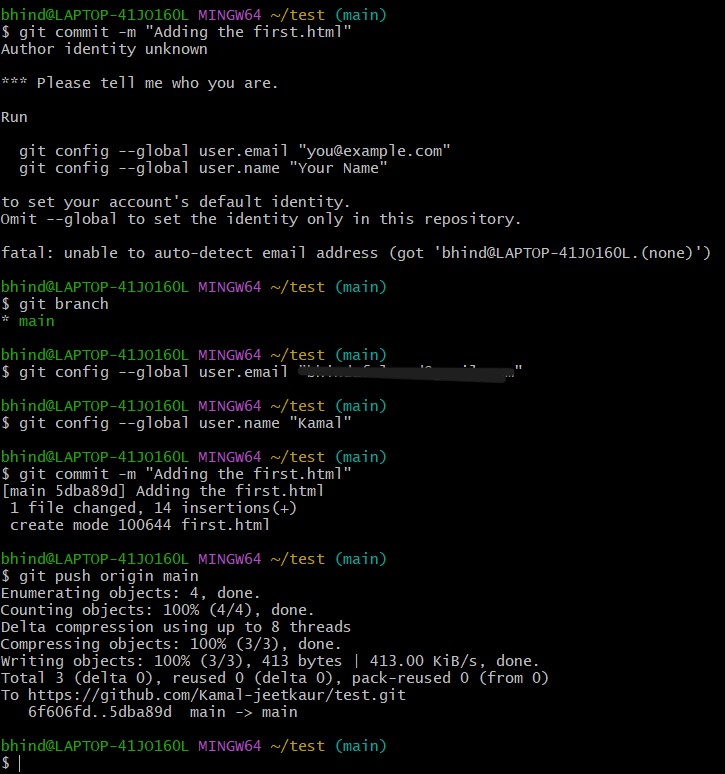 bhind@LAPTOP-41JO160L MINGW64 ~/test (main)
$ git commit -m "Adding the first.html"
Author identity unknown
*** Please tell me who you are.
Run
git config --global user.email "you@example.com"
git config --global user.name "Your Name"
to set your account's default identity.
Omit --global to set the identity only in this repository.
fatal: unable to auto-detect email address (got 'bhind@LAPTOP-41JO160L.(none)')
bhind@LAPTOP-41JO160L MINGW64 ~/test (main)
$ git branch
* main
bhind@LAPTOP-41JO160L MINGW64 ~/test (main)
$ git config --global user.email
bhind@LAPTOP-41JO160L MINGW64 ~/test (main)
$ git config --global user.name "Kamal"
bhind@LAPTOP-41JO160L MINGW64 ~/test (main)
$ git commit -m "Adding the first.html"
[main 5dba89d] Adding the first.html
1 file changed, 14 insertions(+)
create mode 100644 first.html
bhind@LAPTOP-41JO160L MINGW64 ~/test (main)
$ git push origin main
Enumerating objects: 4, done.
Counting objects: 100% (4/4), done.
Delta compression using up to 8 threads
Compressing objects: 100% (3/3), done.
Writing objects: 100% (3/3), 413 bytes | 413.00 KiB/s, done.
Total 3 (delta 0), reused 0 (delta 0), pack-reused 0 (from 0)
To https://github.com/Kamal-jeetkaur/test.git
6f606fd..5dba89d main -> main
bhind@LAPTOP-41JO160L MINGW64 ~/test (main)
$